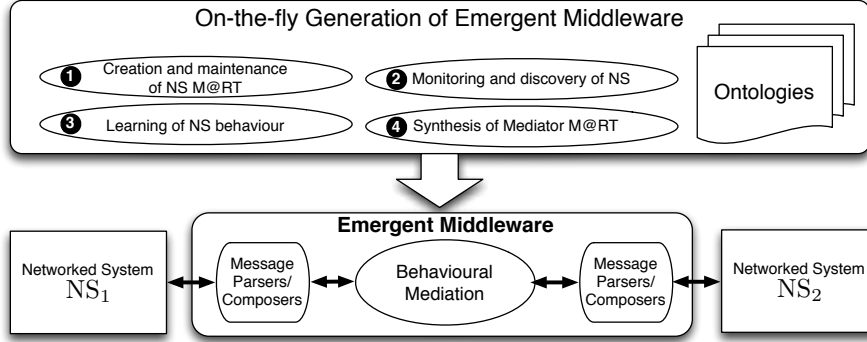 On-the-fly Generation of Emergent Middleware
1 Creation and maintenance
of NS M@RT
2 Monitoring and discovery of NS
3 Learning of NS behaviour
4 Synthesis of Mediator M@RT
Ontologies
Emergent Middleware
Networked System
NS1
Message
Parsers/
Composers
Behavioural
Mediation
Message
Parsers/
Composers
Networked System
NS2